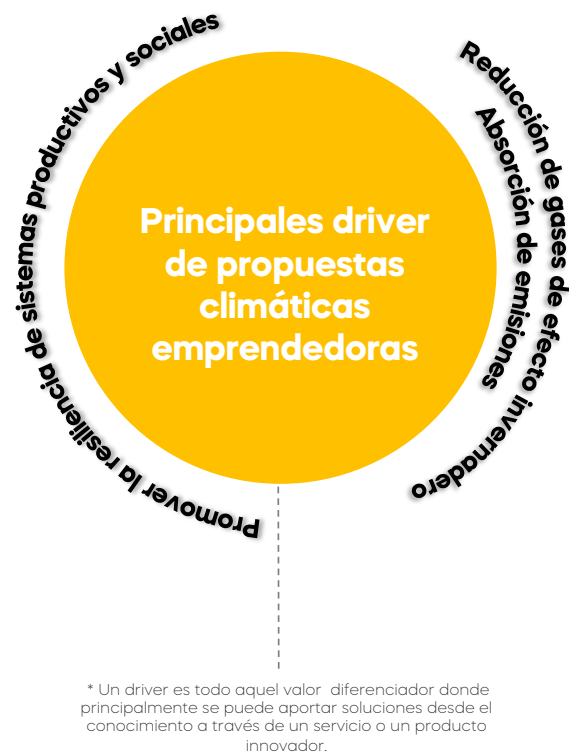 Promover la resiliencia de sistemas productivos y sociales
Reducción de gases de efecto invernadero
Absorción de emisiones
Principales driver
de propuestas
climáticas
emprendedoras
* Un driver es todo aquel valor diferenciador donde
principalmente se puede aportar soluciones desde el
conocimiento a través de un servicio o un producto
innovador.